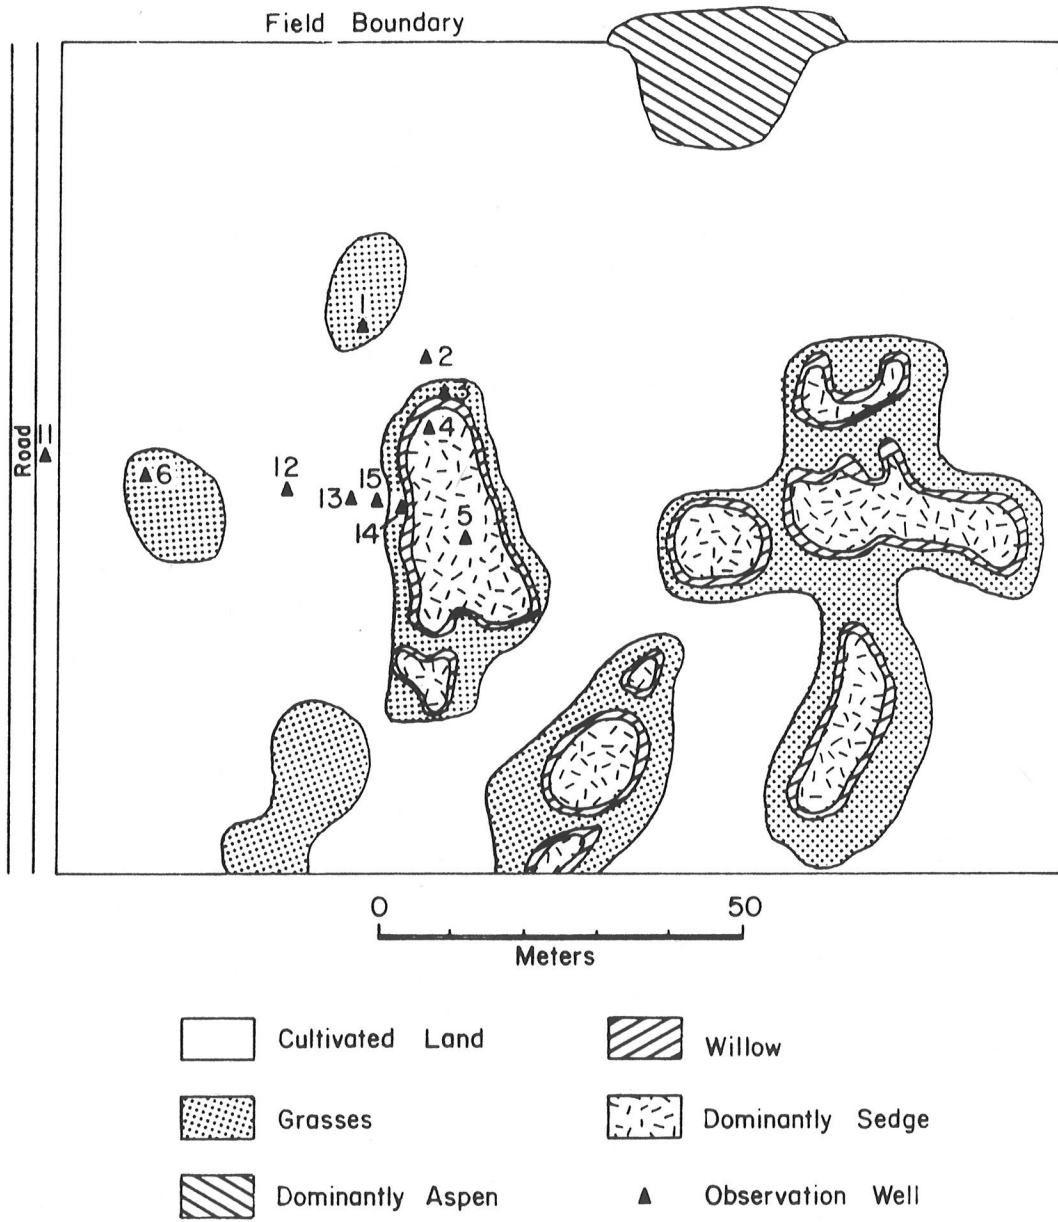 Field Boundary
1
2
3
4
Road
11
6
12
13
15
14
5
0 50
Meters
Cultivated Land
Willow
Grasses
Dominantly Sedge
Dominantly Aspen
Observation Well